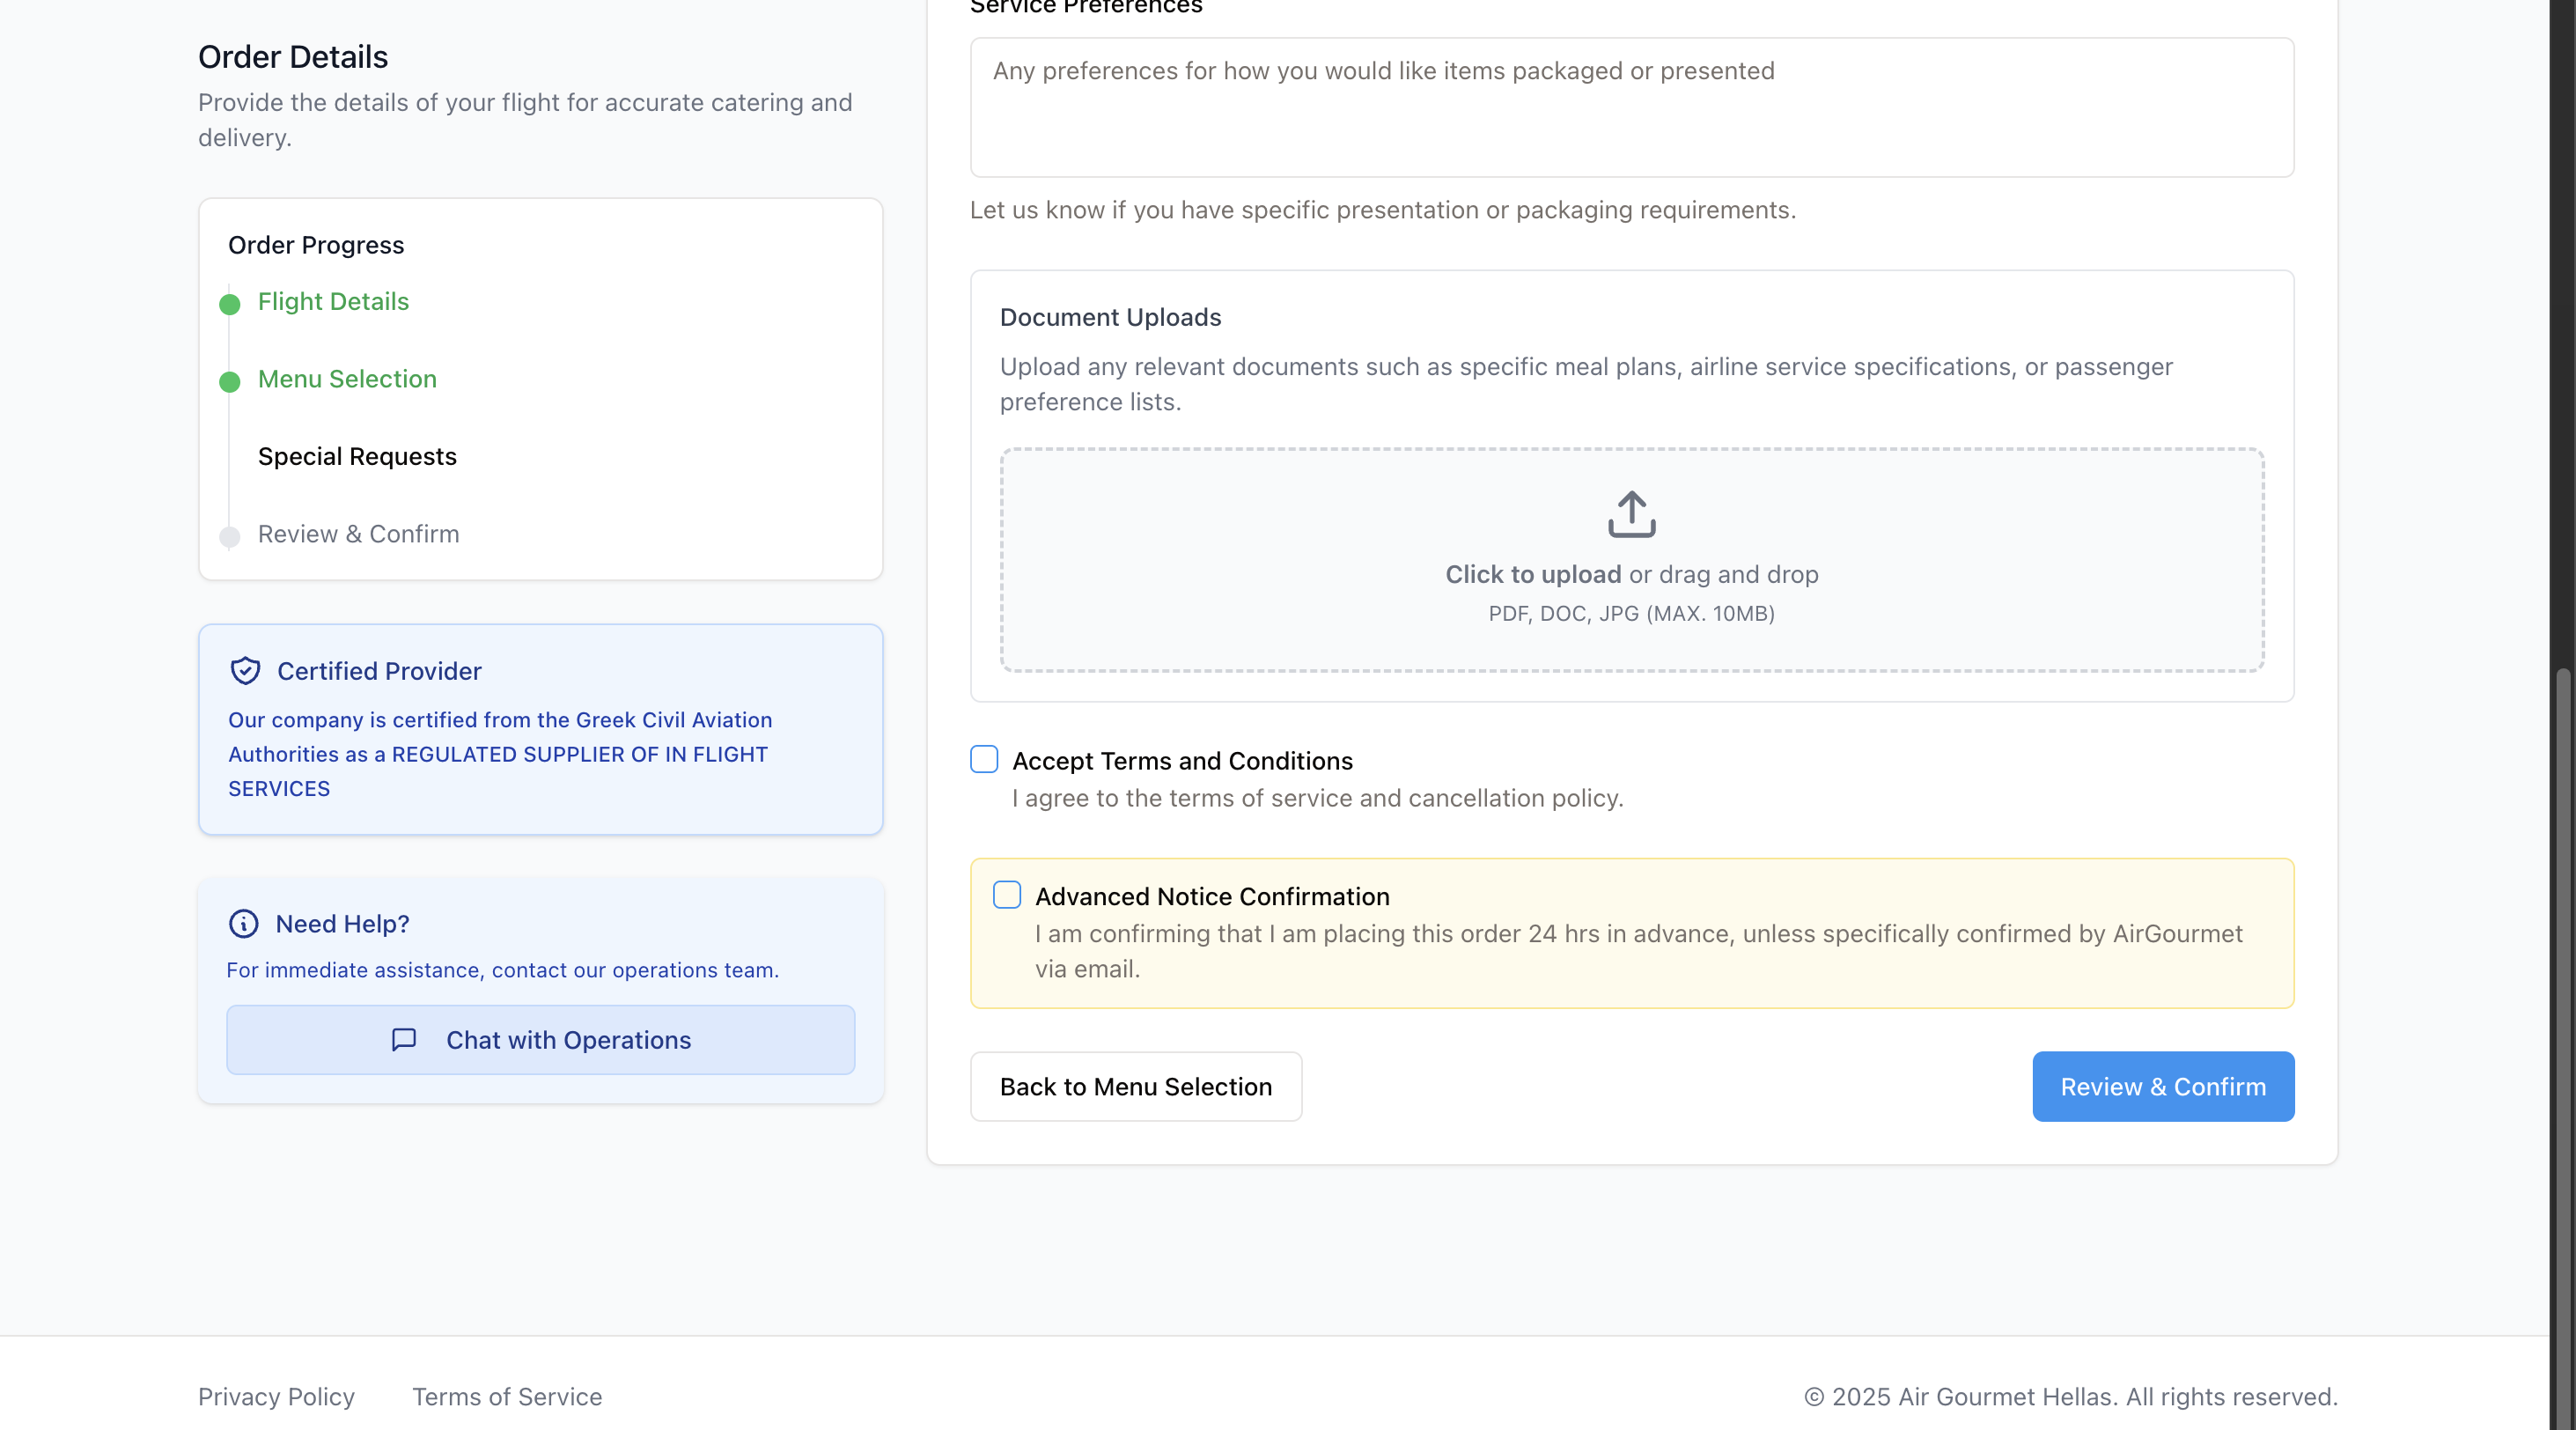 Order Details
Provide the details of your flight for accurate catering and
delivery.
Order Progress
Flight Details
Menu Selection
Special Requests
Review & Confirm
Certified Provider
Our company is certified from the Greek Civil Aviation
Authorities as a REGULATED SUPPLIER OF IN FLIGHT
SERVICES
Need Help?
For immediate assistance, contact our operations team.
Chat with Operations
Service Preferences
Any preferences for how you would like items packaged or presented
Let us know if you have specific presentation or packaging requirements.
Document Uploads
Upload any relevant documents such as specific meal plans, airline service specifications, or passenger
preference lists.
Click to upload or drag and drop
PDF, DOC, JPG (MAX. 10MB)
Accept Terms and Conditions
I agree to the terms of service and cancellation policy.
Advanced Notice Confirmation
I am confirming that I am placing this order 24 hrs in advance, unless specifically confirmed by AirGourmet
via email.
Back to Menu Selection
Review & Confirm
Privacy Policy
Terms of Service
© 2025 Air Gourmet Hellas. All rights reserved.